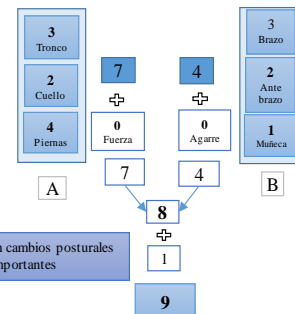 3
Tronco
2
Cuello
4
Piernas
A
7
0
Fuerza
7
4
0
Agarre
4
3
Brazo
2
Ante
brazo
1
Muñeca
B
8
1
cambios posturales
9